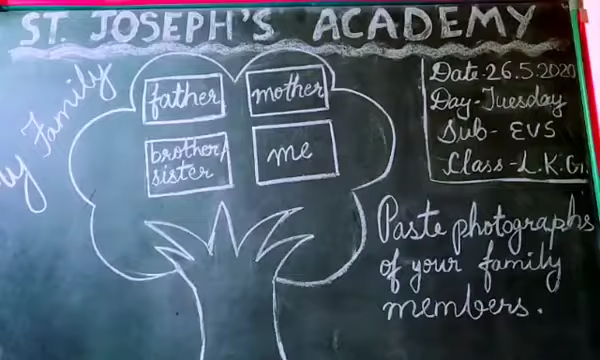 ST. JOSEPH'S ACADEMY
y Family
father
mother
brother/
sister
me
Date-26.5.2020
Day-Tuesday
Sub- EVS
Class-L.K.G.
Paste photographs
of your family
members.